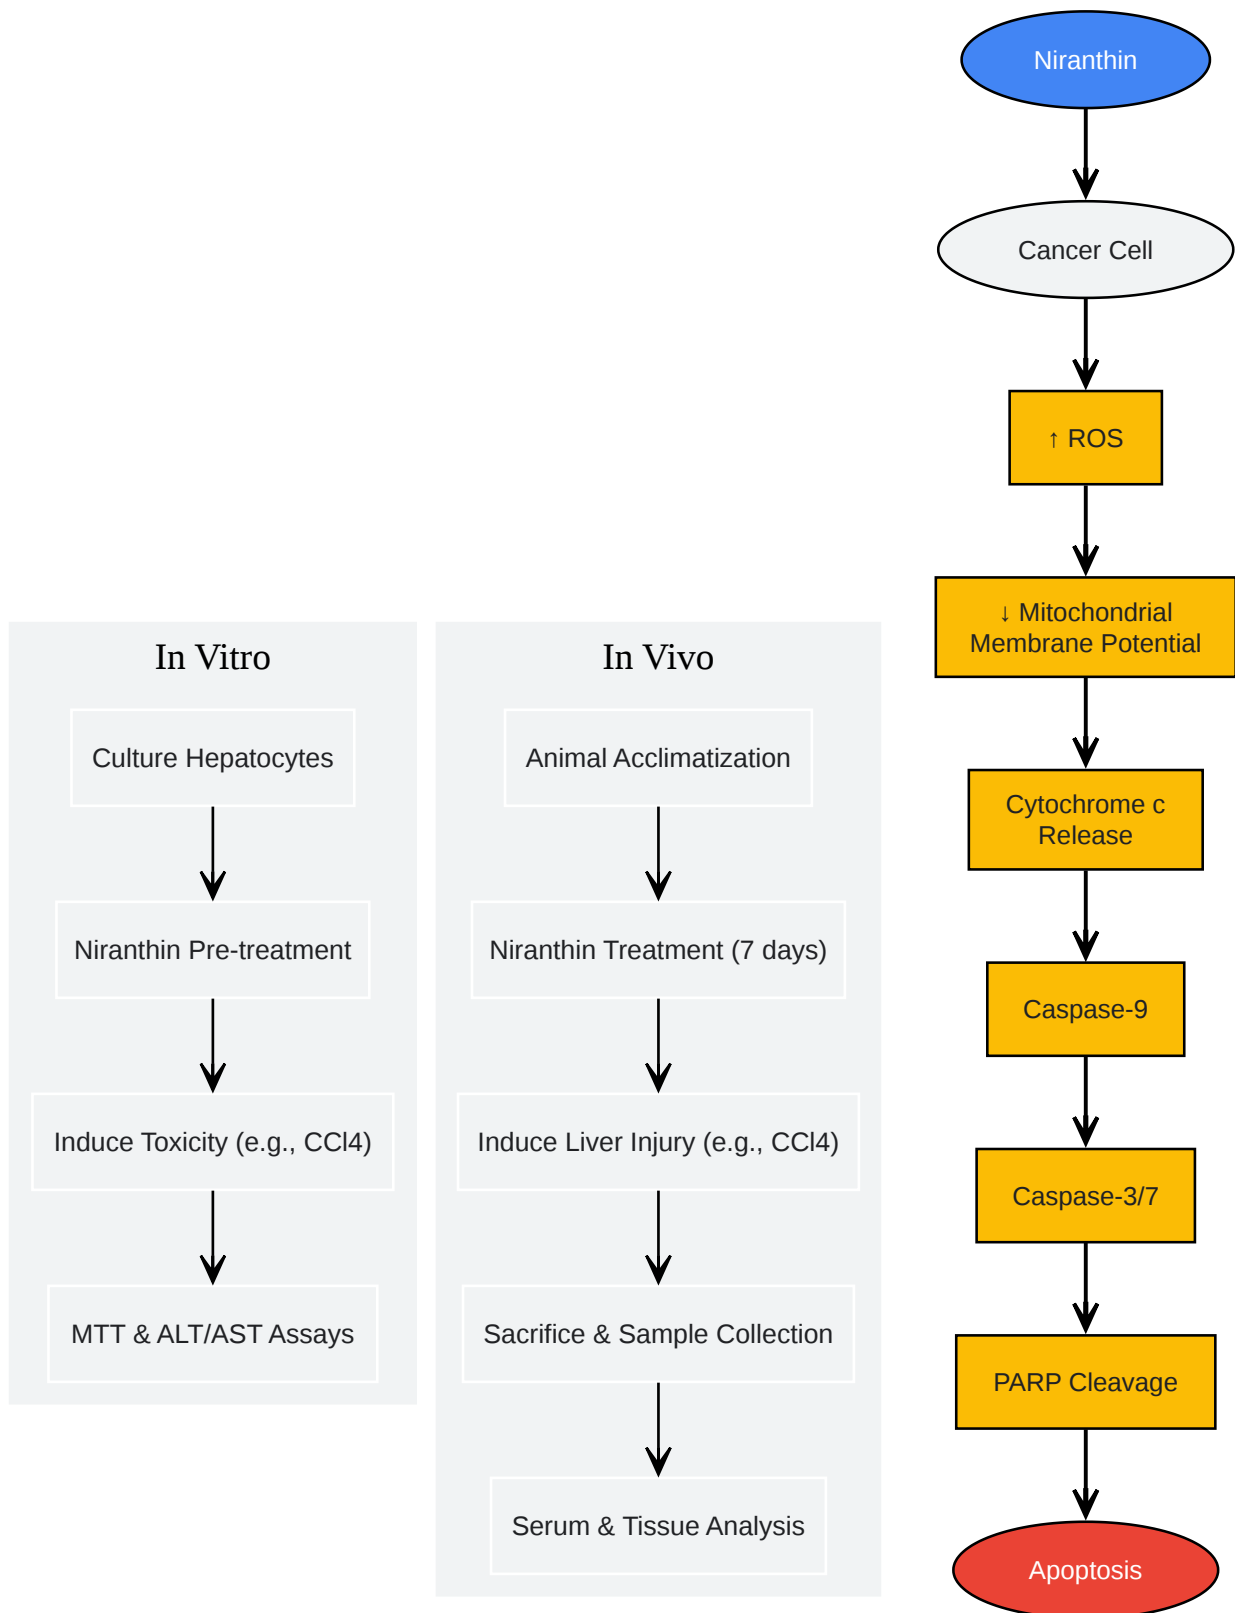 Niranthin
Cancer Cell
↑ ROS
↓ Mitochondrial
Membrane Potential
Cytochrome c
Release
Caspase-9
Caspase-3/7
PARP Cleavage
Apoptosis
In Vitro
Culture Hepatocytes
Niranthin Pre-treatment
Induce Toxicity (e.g., CCl4)
MTT & ALT/AST Assays
In Vivo
Animal Acclimatization
Niranthin Treatment (7 days)
Induce Liver Injury (e.g., CCl4)
Sacrifice & Sample Collection
Serum & Tissue Analysis